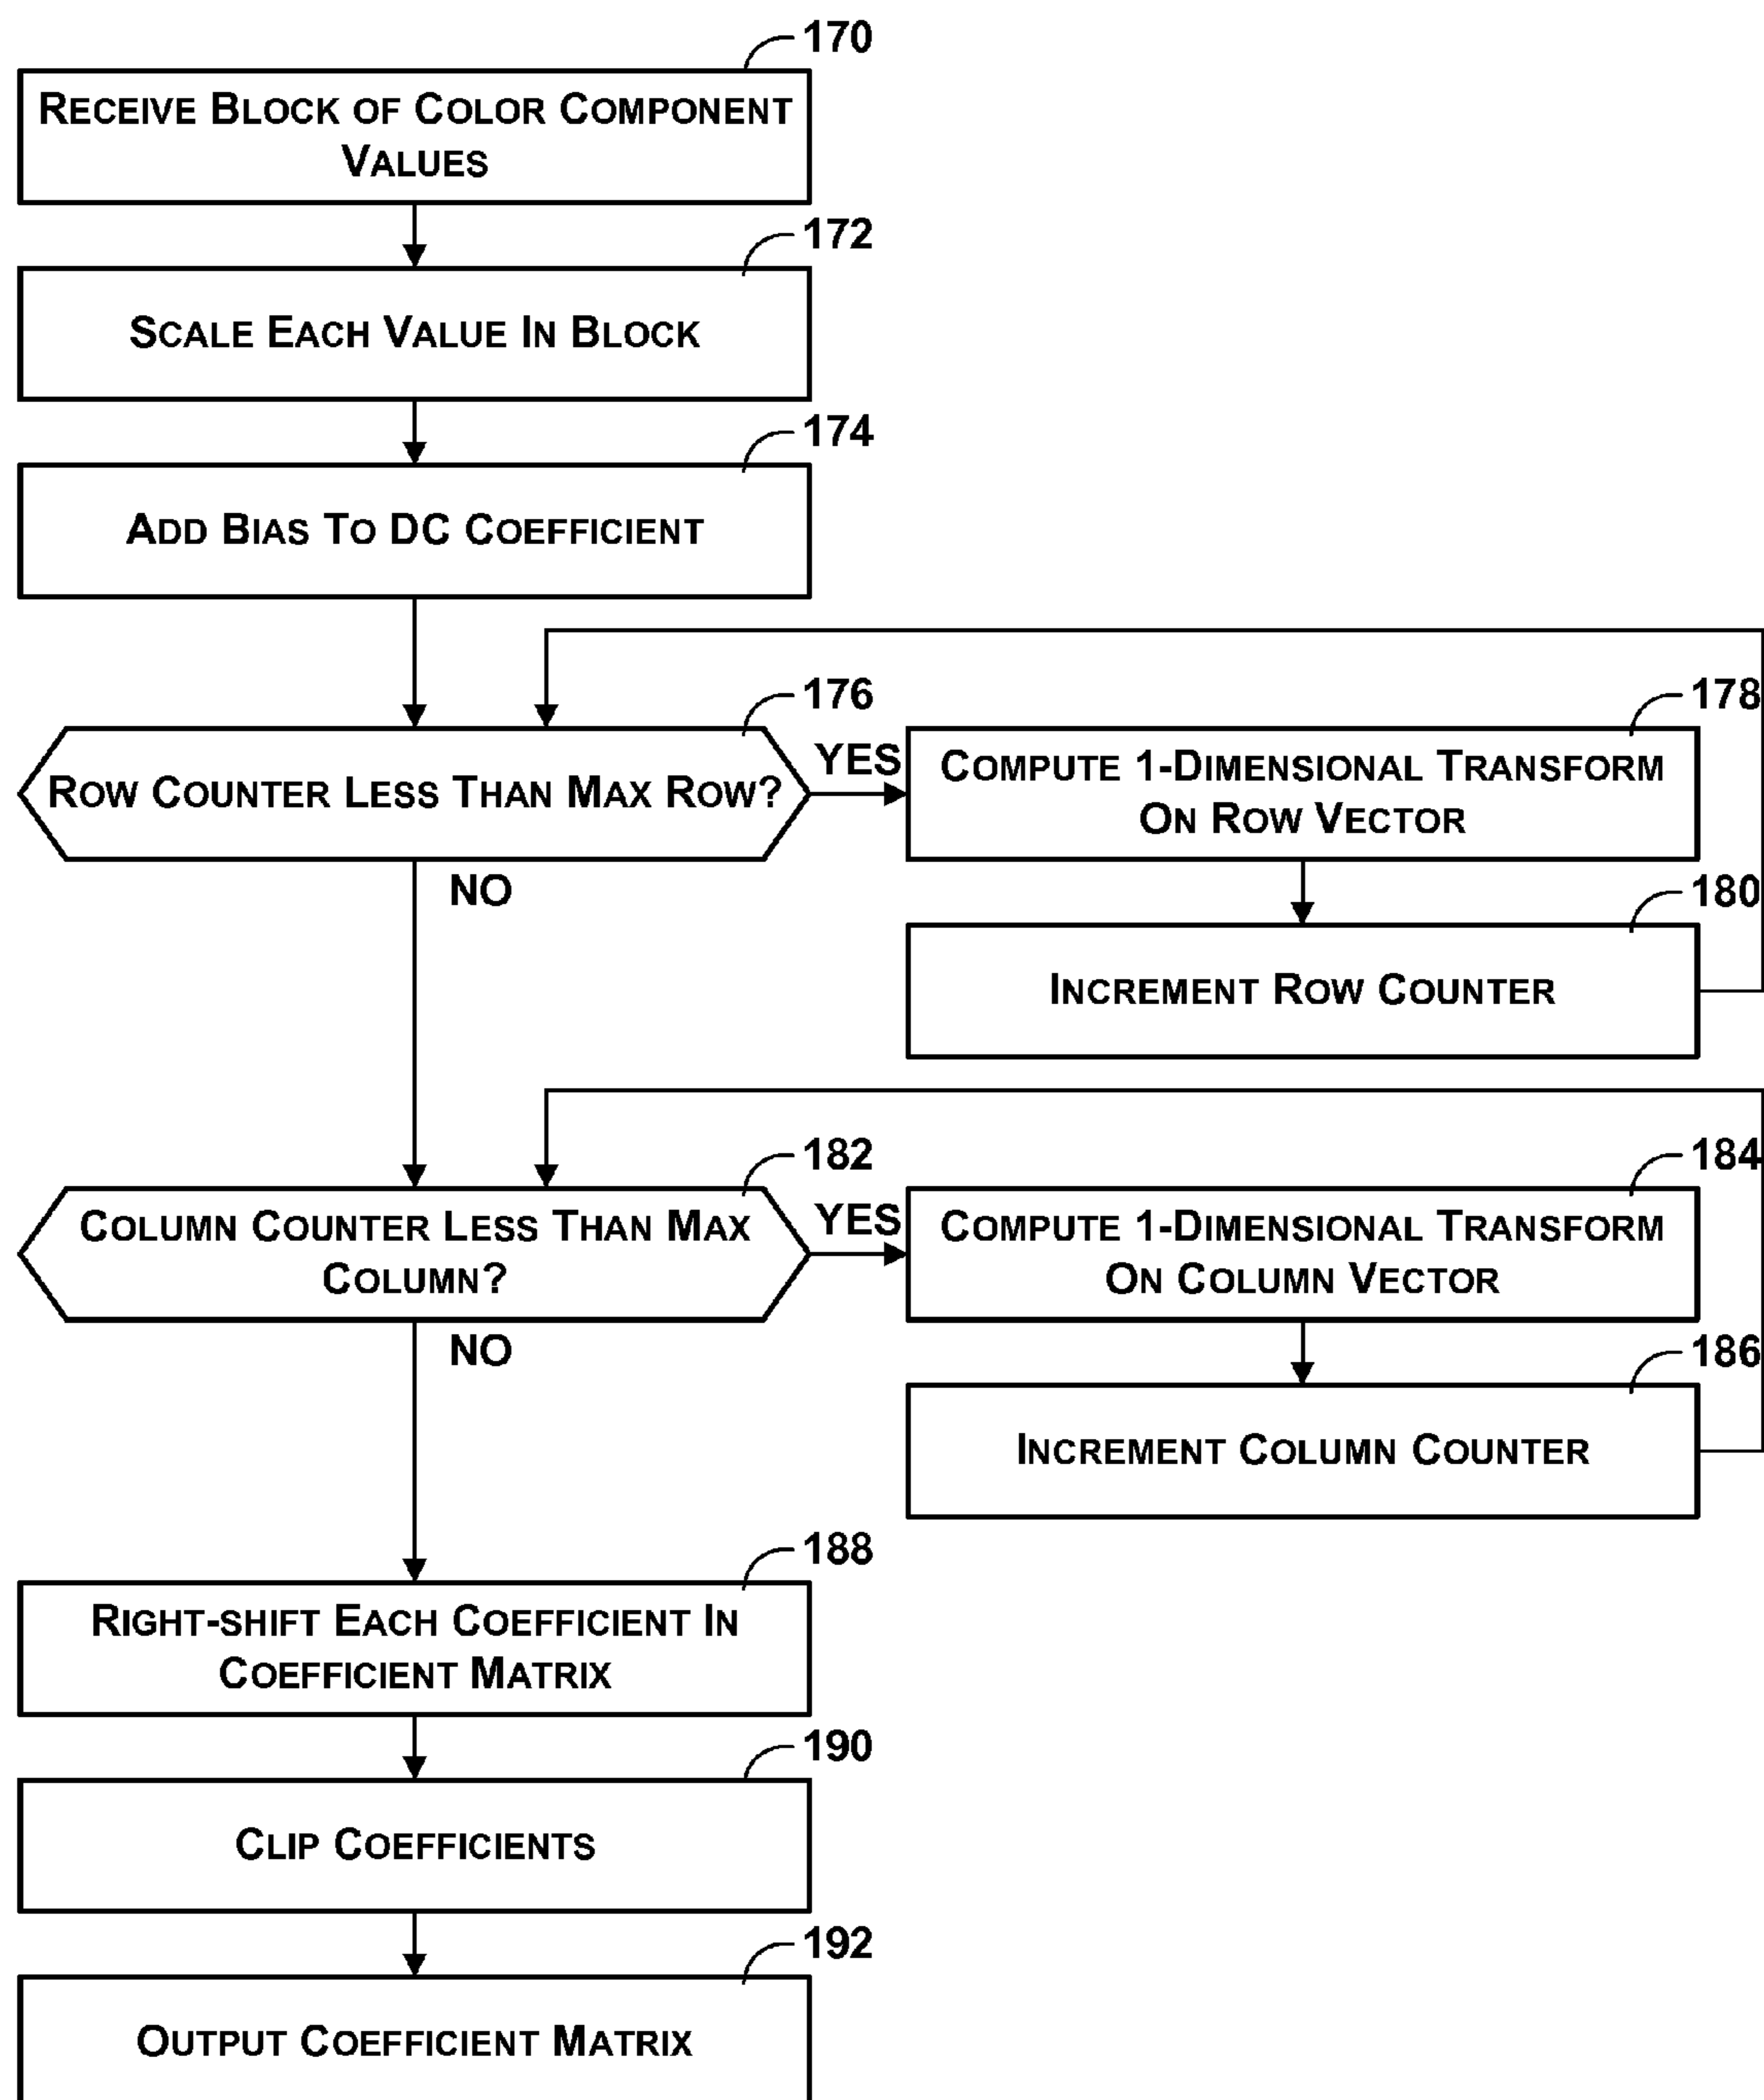 170
RECEIVE BLOCK OF COLOR COMPONENT
VALUES
172
SCALE EACH VALUE IN BLOCK
174
ADD BIAS TO DC COEFFICIENT
176
ROW COUNTER LESS THAN MAX ROW?
YES
NO
178
COMPUTE 1-DIMENSIONAL TRANSFORM
ON ROW VECTOR
180
INCREMENT ROW COUNTER
182
COLUMN COUNTER LESS THAN MAX
COLUMN?
YES
NO
184
COMPUTE 1-DIMENSIONAL TRANSFORM
ON COLUMN VECTOR
186
INCREMENT COLUMN COUNTER
188
RIGHT-SHIFT EACH COEFFICIENT IN
COEFFICIENT MATRIX
190
CLIP COEFFICIENTS
192
OUTPUT COEFFICIENT MATRIX